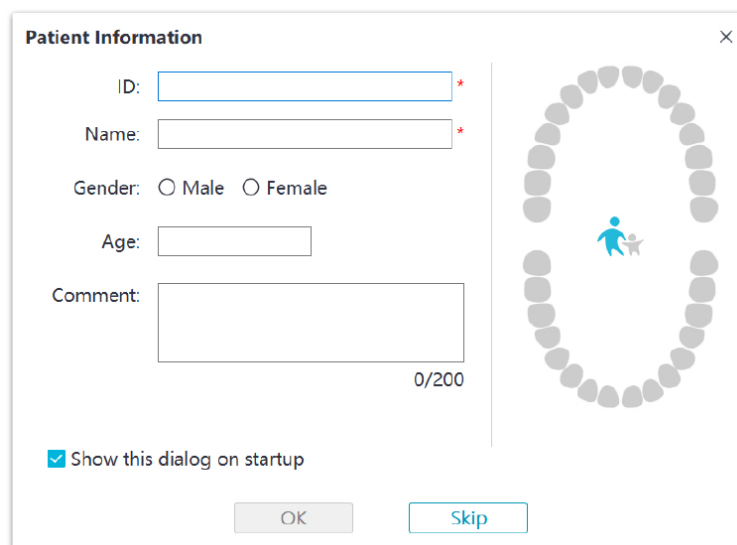 Patient Information
ID: *
Name: *
Gender: Male Female
Age:
Comment:
0/200
Show this dialog on startup
OK Skip